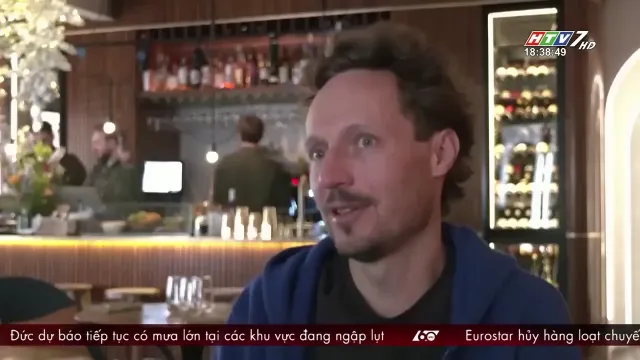 HTV7 HD
18:38:49
Đức dự báo tiếp tục có mưa lớn tại các khu vực đang ngập lụt 60 Eurostar hủy hàng loạt chuyế